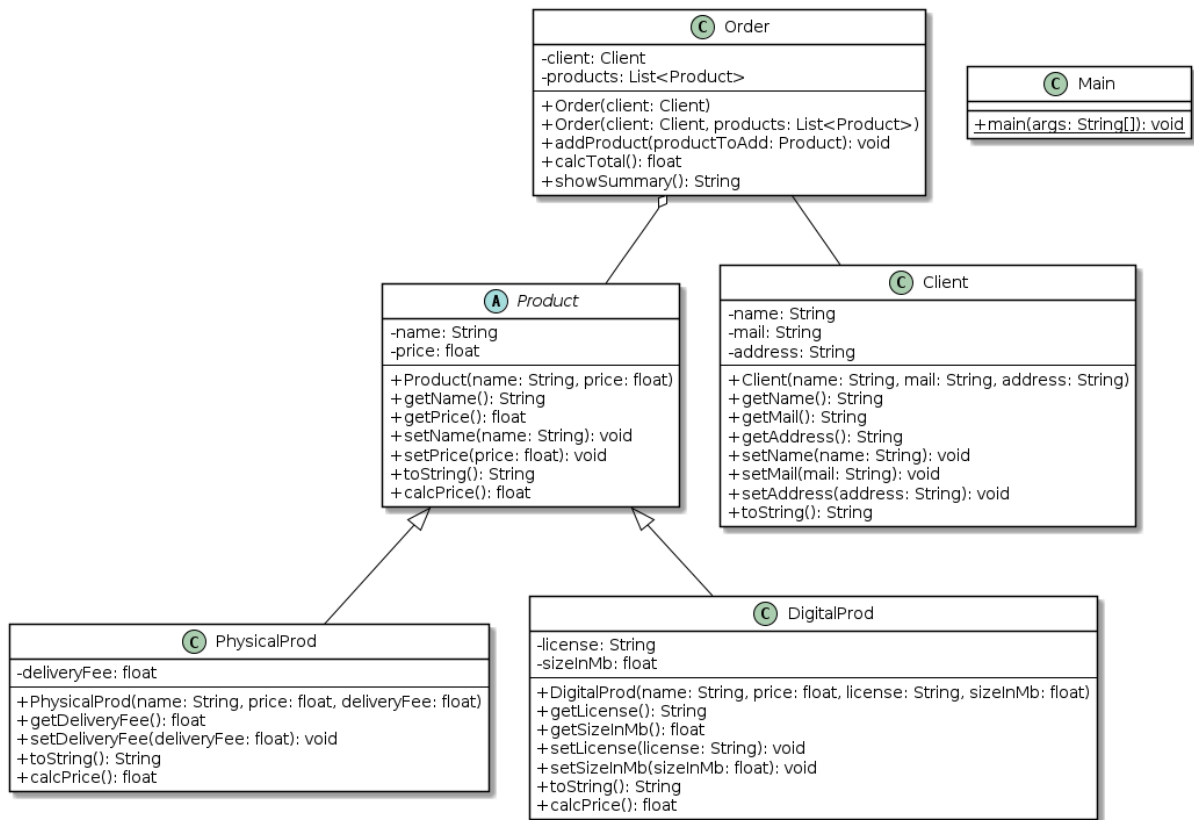 C Order
-client: Client
-products: List<Product>
+Order(client: Client)
+Order(client: Client, products: List<Product>)
+addProduct(productToAdd: Product): void
+calcTotal(): float
+showSummary(): String
C Main
+main(args: String[]): void
A Product
-name: String
-price: float
+Product(name: String, price: float)
+getName(): String
+getPrice(): float
+setName(name: String): void
+setPrice(price: float): void
+toString(): String
+calcPrice(): float
C Client
-name: String
-mail: String
-address: String
+Client(name: String, mail: String, address: String)
+getName(): String
+getMail(): String
+getAddress(): String
+setName(name: String): void
+setMail(mail: String): void
+setAddress(address: String): void
+toString(): String
C PhysicalProd
-deliveryFee: float
+PhysicalProd(name: String, price: float, deliveryFee: float)
+getDeliveryFee(): float
+setDeliveryFee(deliveryFee: float): void
+toString(): String
+calcPrice(): float
C DigitalProd
-license: String
-sizeInMb: float
+DigitalProd(name: String, price: float, license: String, sizeInMb: float)
+getLicense(): String
+getSizeInMb(): float
+setLicense(license: String): void
+setSizeInMb(sizeInMb: float): void
+toString(): String
+calcPrice(): float